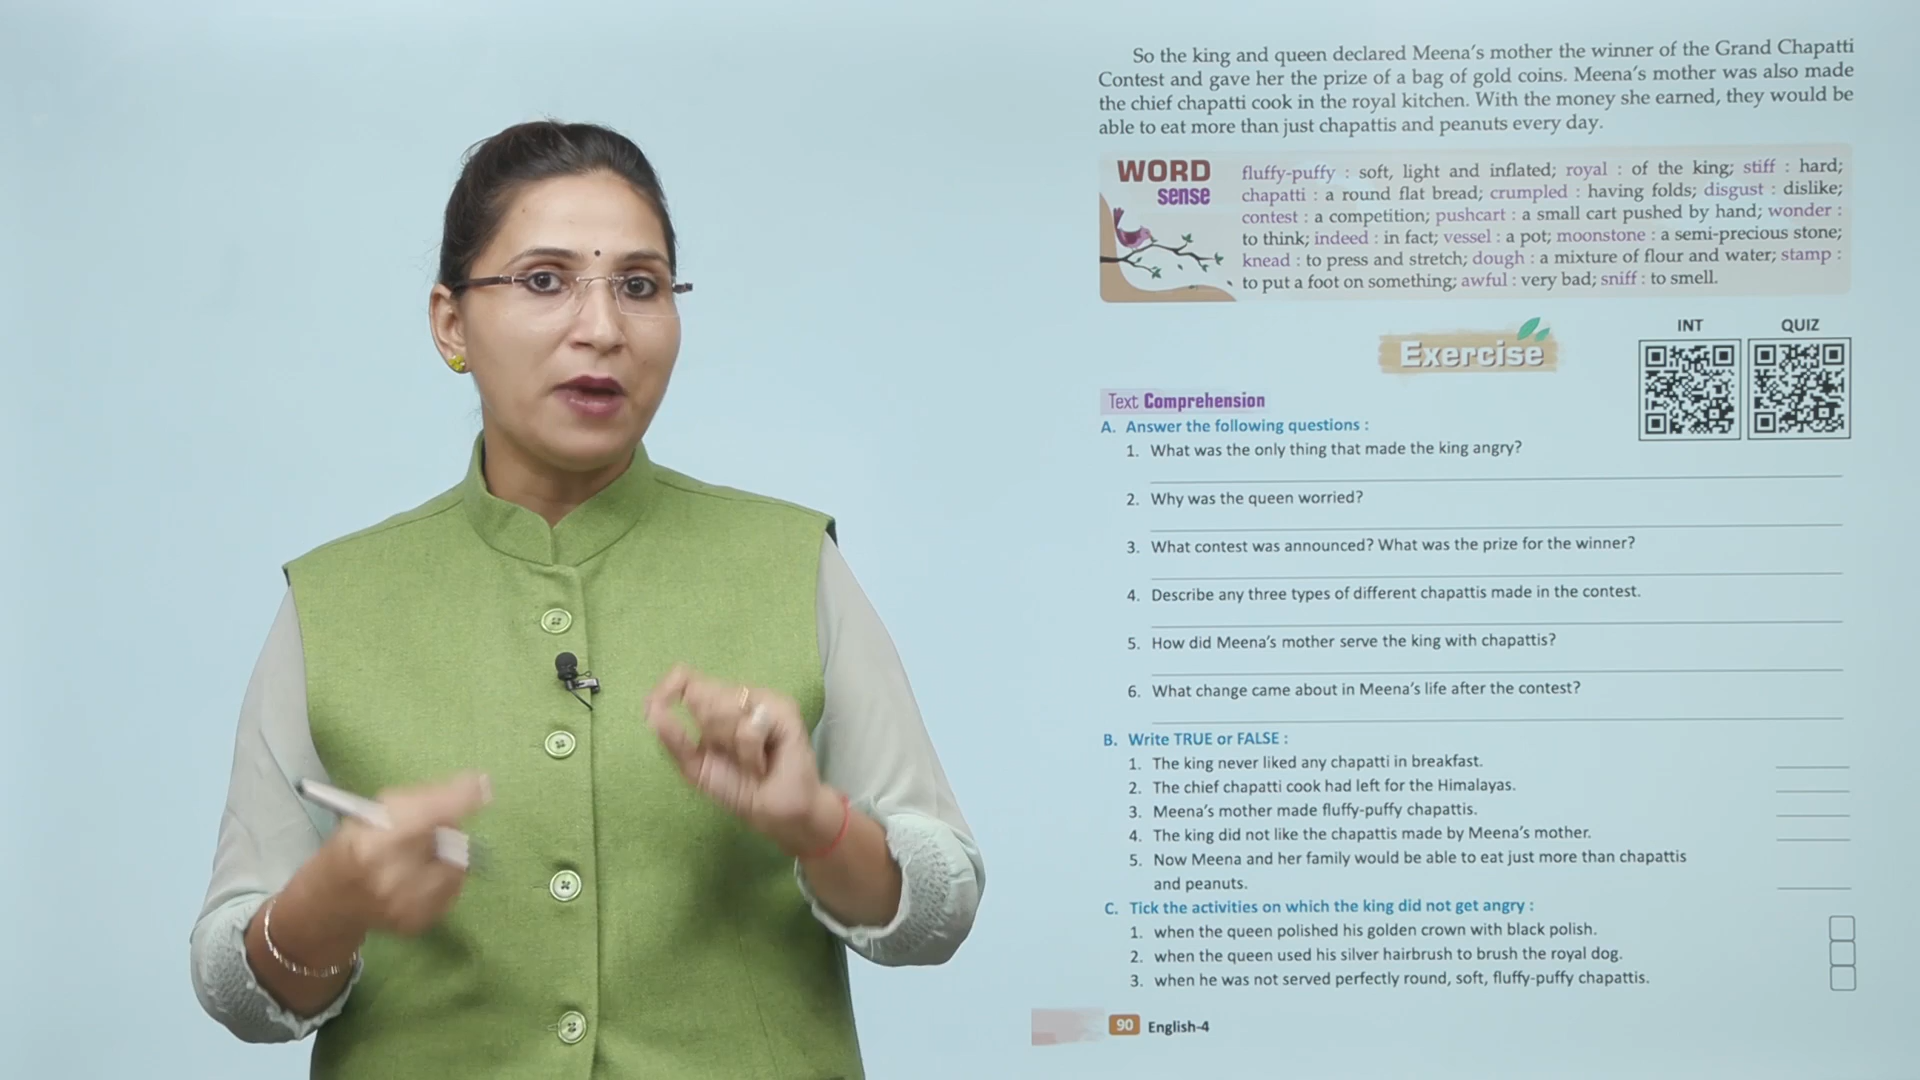 So the king and queen declared Meena's mother the winner of the Grand Chapatti
Contest and gave her the prize of a bag of gold coins. Meena's mother was also made
the chief chapatti cook in the royal kitchen. With the money she earned, they would be
able to eat more than just chapattis and peanuts every day.
WORD
sense
fluffy-puffy : soft, light and inflated; royal : of the king; stiff : hard;
chapatti : a round flat bread; crumpled : having folds; disgust : dislike;
contest : a competition; pushcart : a small cart pushed by hand; wonder :
to think; indeed : in fact; vessel : a pot; moonstone : a semi-precious stone;
knead : to press and stretch; dough : a mixture of flour and water; stamp :
to put a foot on something; awful : very bad; sniff : to smell.
Exercise
INT
QUIZ
Text Comprehension
A. Answer the following questions :
1. What was the only thing that made the king angry?
2. Why was the queen worried?
3. What contest was announced? What was the prize for the winner?
4. Describe any three types of different chapattis made in the contest.
5. How did Meena's mother serve the king with chapattis?
6. What change came about in Meena's life after the contest?
B. Write TRUE or FALSE :
1. The king never liked any chapatti in breakfast.
2. The chief chapatti cook had left for the Himalayas.
3. Meena's mother made fluffy-puffy chapattis.
4. The king did not like the chapattis made by Meena's mother.
5. Now Meena and her family would be able to eat just more than chapattis
and peanuts.
C. Tick the activities on which the king did not get angry :
1. when the queen polished his golden crown with black polish.
2. when the queen used his silver hairbrush to brush the royal dog.
3. when he was not served perfectly round, soft, fluffy-puffy chapattis.
90 English-4